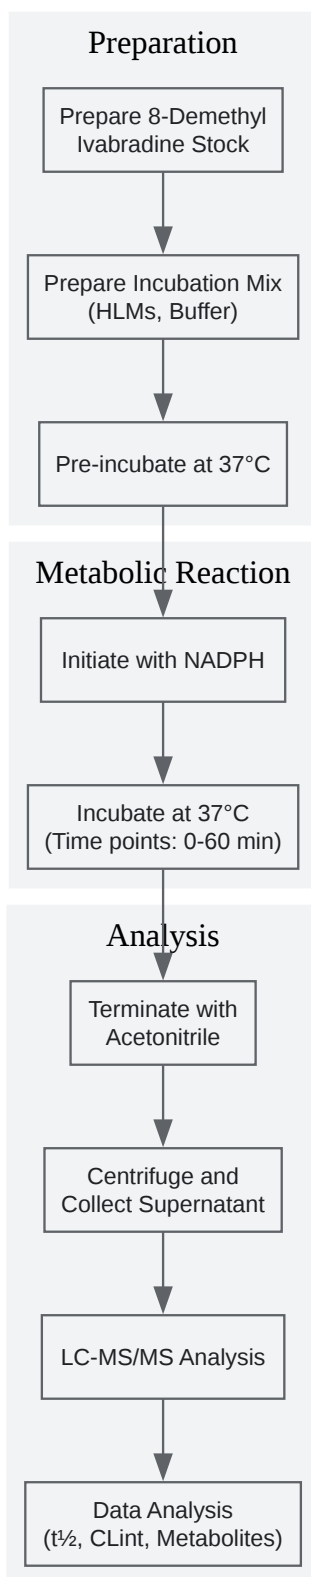 Preparation
Prepare 8-Demethyl
Ivabradine Stock
Prepare Incubation Mix
(HLMs, Buffer)
Pre-incubate at 37°C
Metabolic Reaction
Initiate with NADPH
Incubate at 37°C
(Time points: 0-60 min)
Analysis
Terminate with
Acetonitrile
Centrifuge and
Collect Supernatant
LC-MS/MS Analysis
Data Analysis
(t½, CLint, Metabolites)